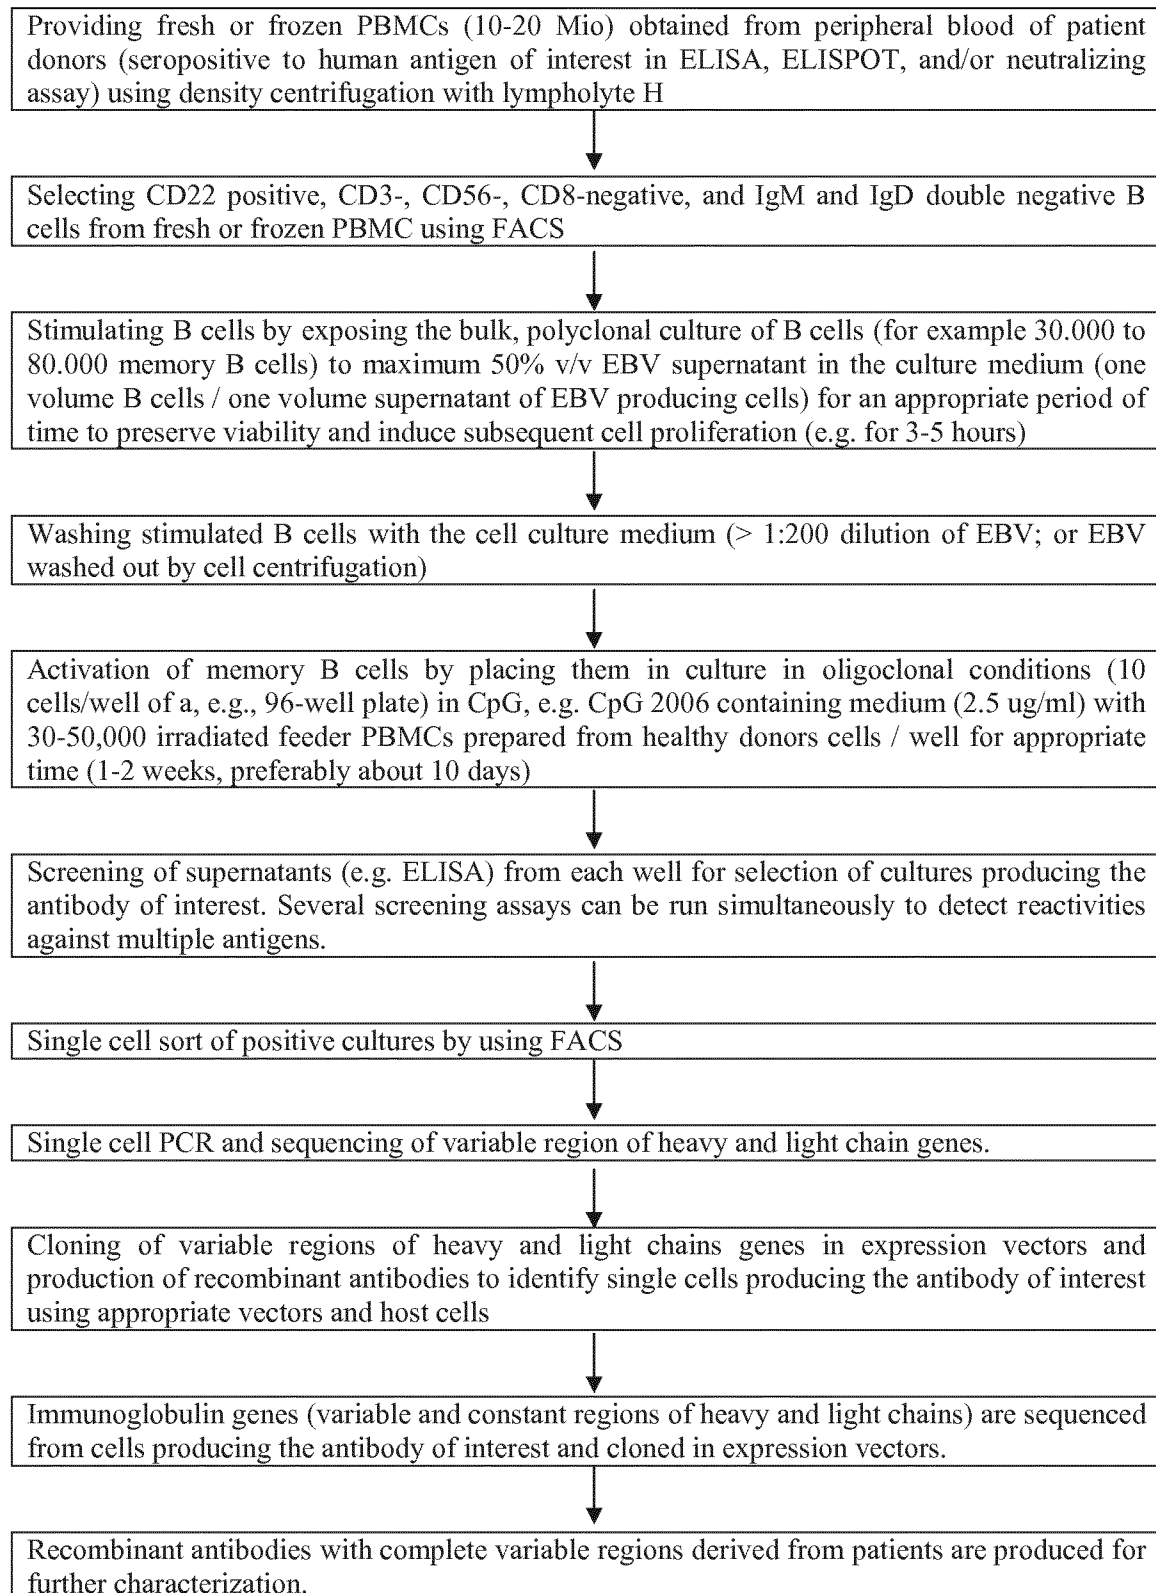 Providing fresh or frozen PBMCs (10-20 Mio) obtained from peripheral blood of patient
donors (seropositive to human antigen of interest in ELISA, ELISPOT, and/or neutralizing
assay) using density centrifugation with lympholyte H
Selecting CD22 positive, CD3-, CD56-, CD8-negative, and IgM and IgD double negative B
cells from fresh or frozen PBMC using FACS
Stimulating B cells by exposing the bulk, polyclonal culture of B cells (for example 30.000 to
80.000 memory B cells) to maximum 50% v/v EBV supernatant in the culture medium (one
volume B cells / one volume supernatant of EBV producing cells) for an appropriate period of
time to preserve viability and induce subsequent cell proliferation (e.g. for 3-5 hours)
Washing stimulated B cells with the cell culture medium (> 1:200 dilution of EBV; or EBV
washed out by cell centrifugation)
Activation of memory B cells by placing them in culture in oligoclonal conditions (10
cells/well of a, e.g., 96-well plate) in CpG, e.g. CpG 2006 containing medium (2.5 ug/ml) with
30-50,000 irradiated feeder PBMCs prepared from healthy donors cells / well for appropriate
time (1-2 weeks, preferably about 10 days)
Screening of supernatants (e.g. ELISA) from each well for selection of cultures producing the
antibody of interest. Several screening assays can be run simultaneously to detect reactivities
against multiple antigens.
Single cell sort of positive cultures by using FACS
Single cell PCR and sequencing of variable region of heavy and light chain genes.
Cloning of variable regions of heavy and light chains genes in expression vectors and
production of recombinant antibodies to identify single cells producing the antibody of interest
using appropriate vectors and host cells
Immunoglobulin genes (variable and constant regions of heavy and light chains) are sequenced
from cells producing the antibody of interest and cloned in expression vectors.
Recombinant antibodies with complete variable regions derived from patients are produced for
further characterization.